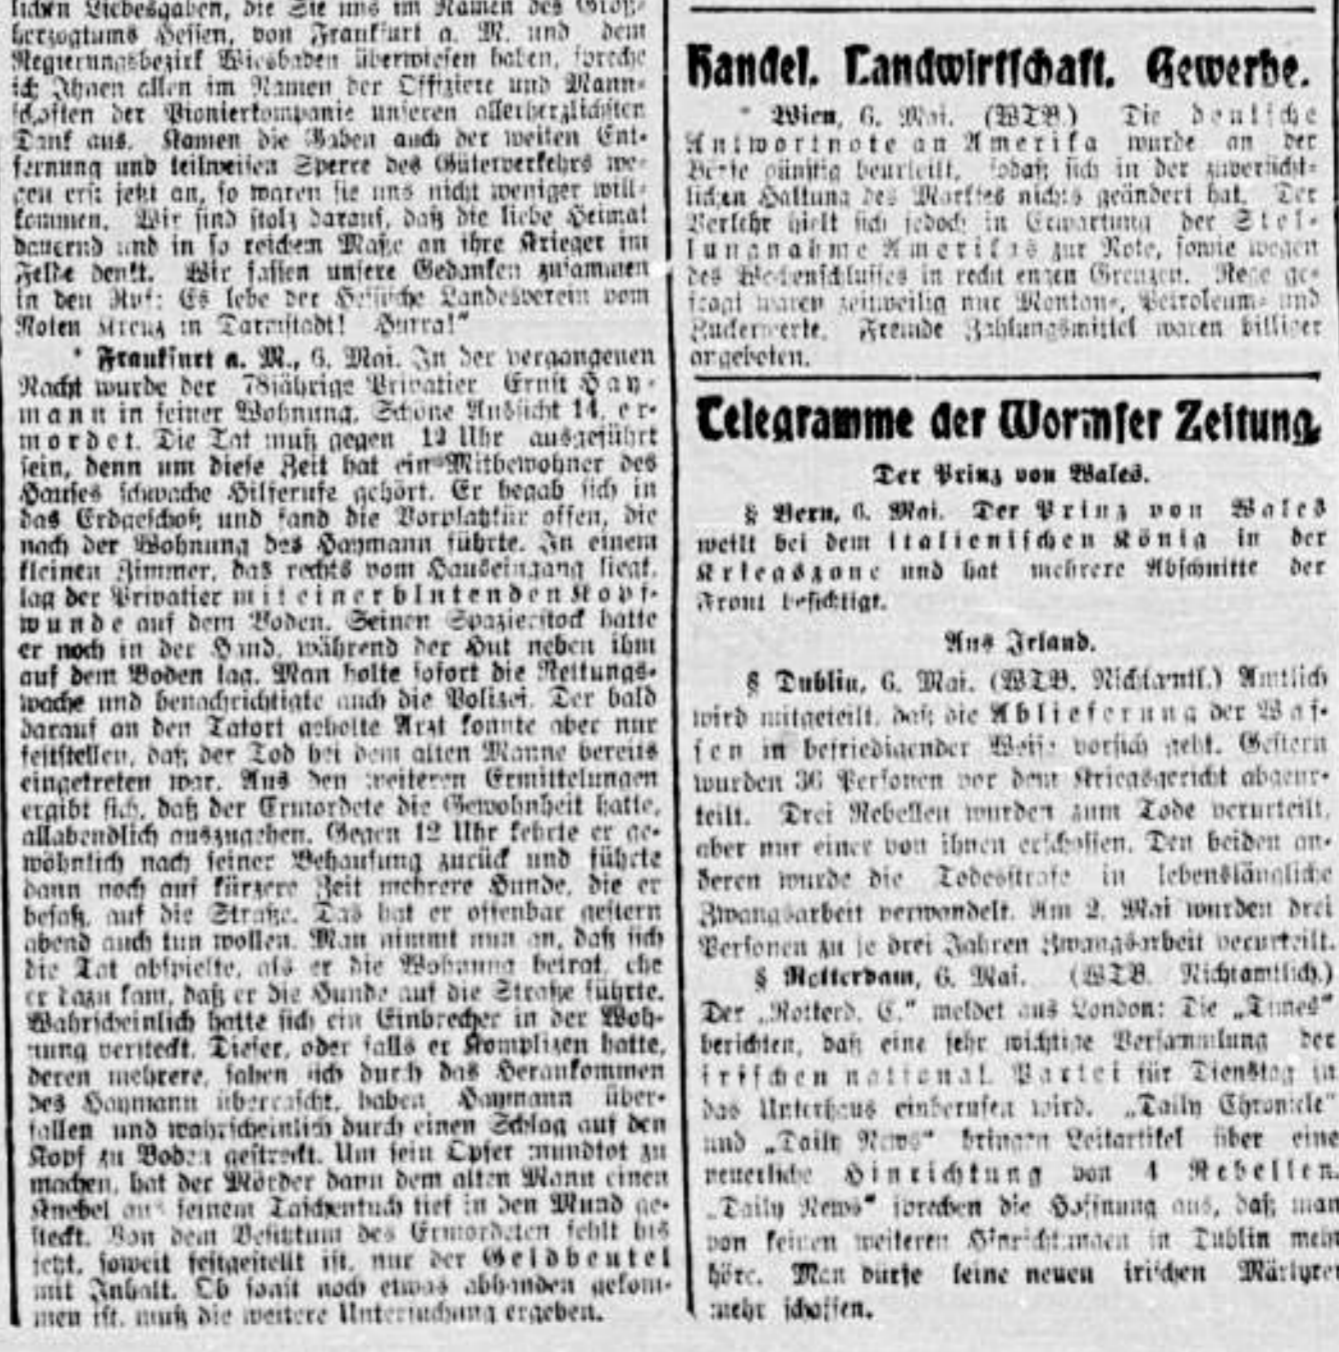 lichen Liebesgaben, die Sie uns im Namen des Groß-
herzogtums Hessen, von Frankfurt a. M. und dem
Regierungsbezirk Wiesbaden überwiesen haben, spreche
ich Ihnen allen im Namen der Offiziere und Mann-
schaften der Pionierkompanie unseren allerherzlichsten
Dank aus. Kamen die Gaben auch der weiten Ent-
fernung und teilweisen Sperre des Güterverkehrs we-
gen erst jetzt an, so waren sie uns nicht weniger will-
kommen. Wir sind stolz darauf, daß die liebe Heimat
dauernd und in so reichem Maße an ihre Krieger im
Felde denkt. Wir fassen unsere Gedanken zusammen
in den Ruf: Es lebe der Hessische Landesverein vom
Roten Kreuz in Darmstadt! Hurra!"
* Frankfurt a. M., 6. Mai. In der vergangenen
Nacht wurde der 78jährige Privatier Ernst Hay-
mann in seiner Wohnung, Schöne Aussicht 14, er-
mordet. Die Tat muß gegen 12 Uhr ausgeführt
sein, denn um diese Zeit hat ein Mitbewohner des
Hauses schwache Hilferufe gehört. Er begab sich in
das Erdgeschoß und fand die Vorplatztür offen, die
nach der Wohnung des Haymann führte. In einem
kleinen Zimmer, das rechts vom Hauseingang liegt,
lag der Privatier mit einer blutenden Kopf-
wunde auf dem Boden. Seinen Spazierstock hatte
er noch in der Hand, während der Hut neben ihm
auf dem Boden lag. Man holte sofort die Rettungs-
wache und benachrichtigte auch die Polizei. Der bald
darauf an den Tatort geholte Arzt konnte aber nur
feststellen, daß der Tod bei dem alten Manne bereits
eingetreten war. Aus den weiteren Ermittelungen
ergibt sich, daß der Ermordete die Gewohnheit hatte,
allabendlich auszugehen. Gegen 12 Uhr kehrte er ge-
wöhnlich nach seiner Behausung zurück und führte
dann noch auf kürzere Zeit mehrere Hunde, die er
besaß, auf die Straße. Das hat er offenbar gestern
abend auch tun wollen. Man nimmt nun an, daß sich
die Tat abspielte, als er die Wohnung betrat, ehe
er dazu kam, daß er die Hunde auf die Straße führte.
Wahrscheinlich hatte sich ein Einbrecher in der Woh-
nung versteckt. Dieser, oder falls er Komplizen hatte,
deren mehrere, sahen sich durch das Herankommen
des Haymann überrascht, haben Haymann über-
fallen und wahrscheinlich durch einen Schlag auf den
Kopf zu Boden gestreckt. Um sein Opfer mundtot zu
machen, hat der Mörder dann dem alten Mann einen
Knebel aus seinem Taschentuch tief in den Mund ge-
steckt. Von dem Besitztum des Ermordeten fehlt bis
jetzt, soweit festgestellt ist, nur der Geldbeutel
mit Inhalt. Ob somit noch etwas abhanden gekom-
men ist, muß die weitere Untersuchung ergeben.
Handel, Landwirtschaft, Gewerbe.
* Wien, 6. Mai. (WTB.) Die deutsche
Antwortnote an Amerika wurde an der
Börse günstig beurteilt, sodaß sich in der zuversicht-
lichen Haltung des Marktes nichts geändert hat. Der
Verkehr hielt sich jedoch in Erwartung der Stel-
lungnahme Amerikas zur Note, sowie wegen
des Wochenschlusses in recht engen Grenzen. Rege ge-
fragt waren zeitweilig nur Montan-, Petroleum- und
Zuckerwerte. Fremde Zahlungsmittel waren billiger
angeboten.
Telegramme der Wormser Zeitung.
Der Prinz von Wales.
§ Bern, 6. Mai. Der Prinz von Wales
weilt bei dem italienischen König in der
Kriegszone und hat mehrere Abschnitte der
Front besichtigt.
Aus Irland.
§ Dublin, 6. Mai. (WTB. Nichtamtl.) Amtlich
wird mitgeteilt, daß die Ablieferung der Waf-
fen in befriedigender Weise vorsich geht. Gestern
wurden 36 Personen vor dem Kriegsgericht abgeur-
teilt. Drei Rebellen wurden zum Tode verurteilt,
aber nur einer von ihnen erschossen. Den beiden an-
deren wurde die Todesstrafe in lebenslängliche
Zwangsarbeit verwandelt. Am 2. Mai wurden drei
Personen zu je drei Jahren Zwangsarbeit verurteilt.
§ Rotterdam, 6. Mai. (WTB. Nichtamtlich.)
Der „Rotterd. C." meldet aus London: Die „Times"
berichten, daß eine sehr wichtige Versammlung der
irischen national. Partei für Dienstag in
das Unterhaus einberufen wird. „Daily Chronicle"
und „Daily News" bringen Leitartikel über eine
neuerliche Hinrichtung von 4 Rebellen.
„Daily News" sprechen die Hoffnung aus, daß man
von keinen weiteren Hinrichtungen in Dublin mehr
höre. Man dürfe keine neuen irischen Märtyrer
mehr schaffen.